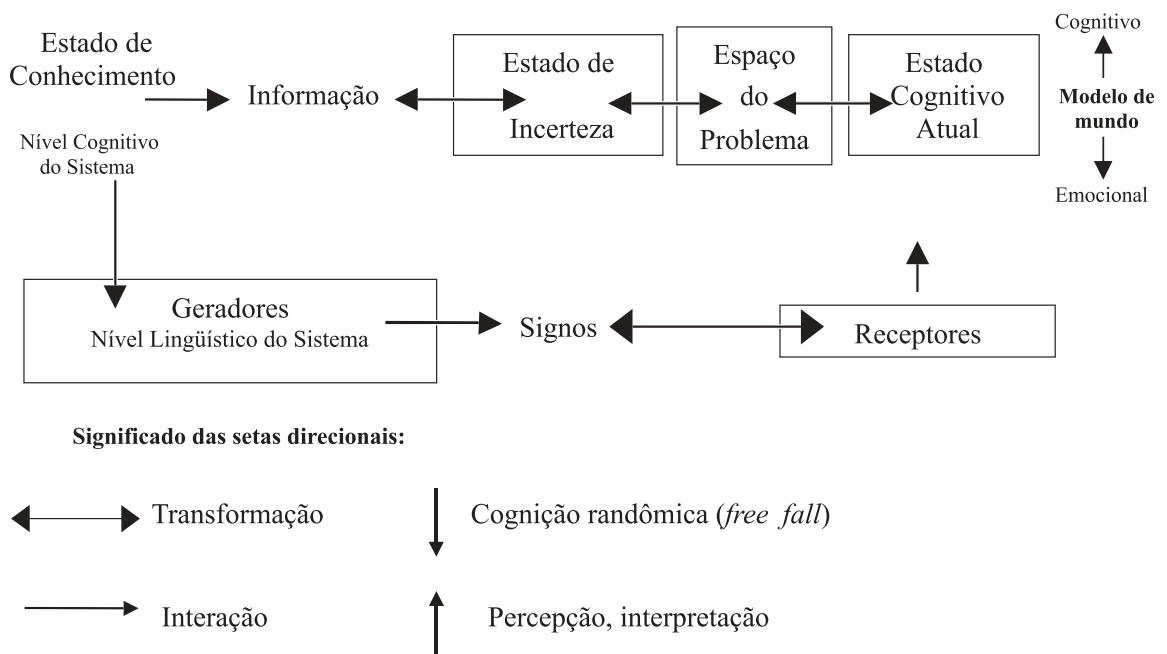 Estado de
Conhecimento
Informação
Estado de
Incerteza
Espaço
do
Problema
Estado
Cognitivo
Atual
Cognitivo
Modelo de
mundo
Emocional
Nível Cognitivo
do Sistema
Geradores
Nível Lingüístico do Sistema
Signos
Receptores
Significado das setas direcionais:
Transformação
Cognição randômica (free fall)
Interação
Percepção, interpretação